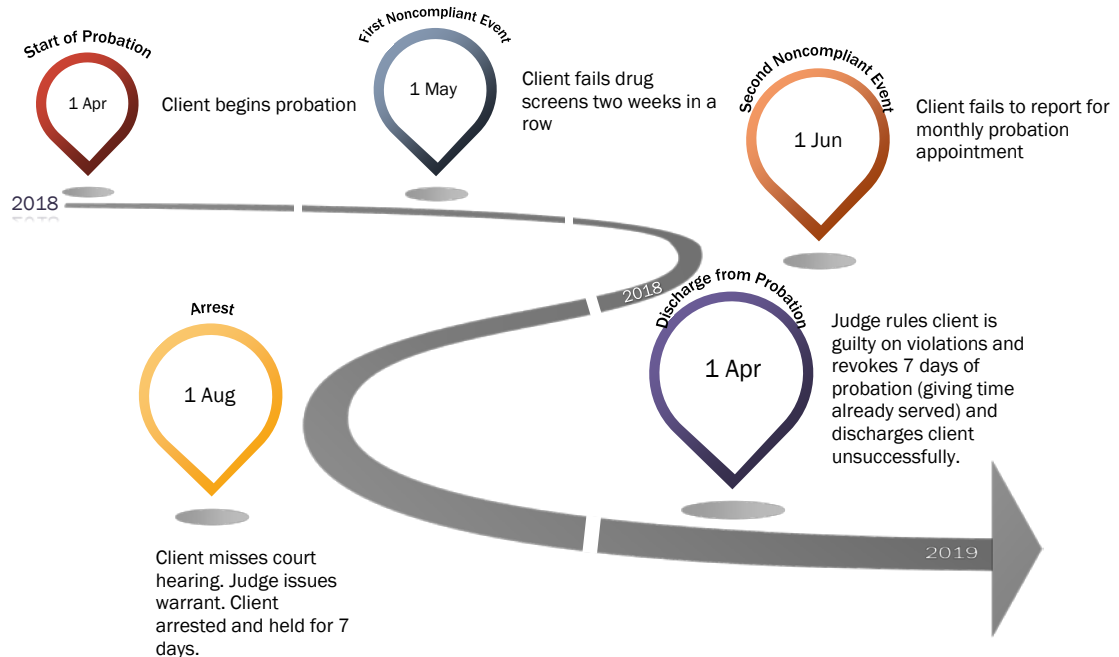 Start of Probation
1 Apr
Client begins probation
First Noncompliant Event
1 May
Client fails drug
screens two weeks in a
row
Second Noncompliant Event
1 Jun
Client fails to report for
monthly probation
appointment
2018
2018
Arrest
1 Aug
Client misses court
hearing. Judge issues
warrant. Client
arrested and held for 7
days.
Discharge from Probation
1 Apr
Judge rules client is
guilty on violations and
revokes 7 days of
probation (giving time
already served) and
discharges client
unsuccessfully.
2019